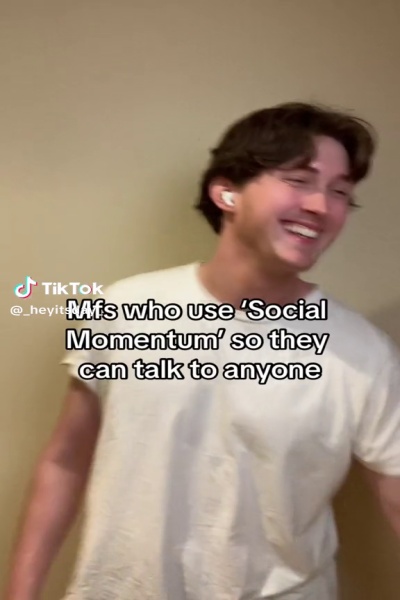 TikTok
Mfs who use ‘Social
Momentum’ so they
can talk to anyone